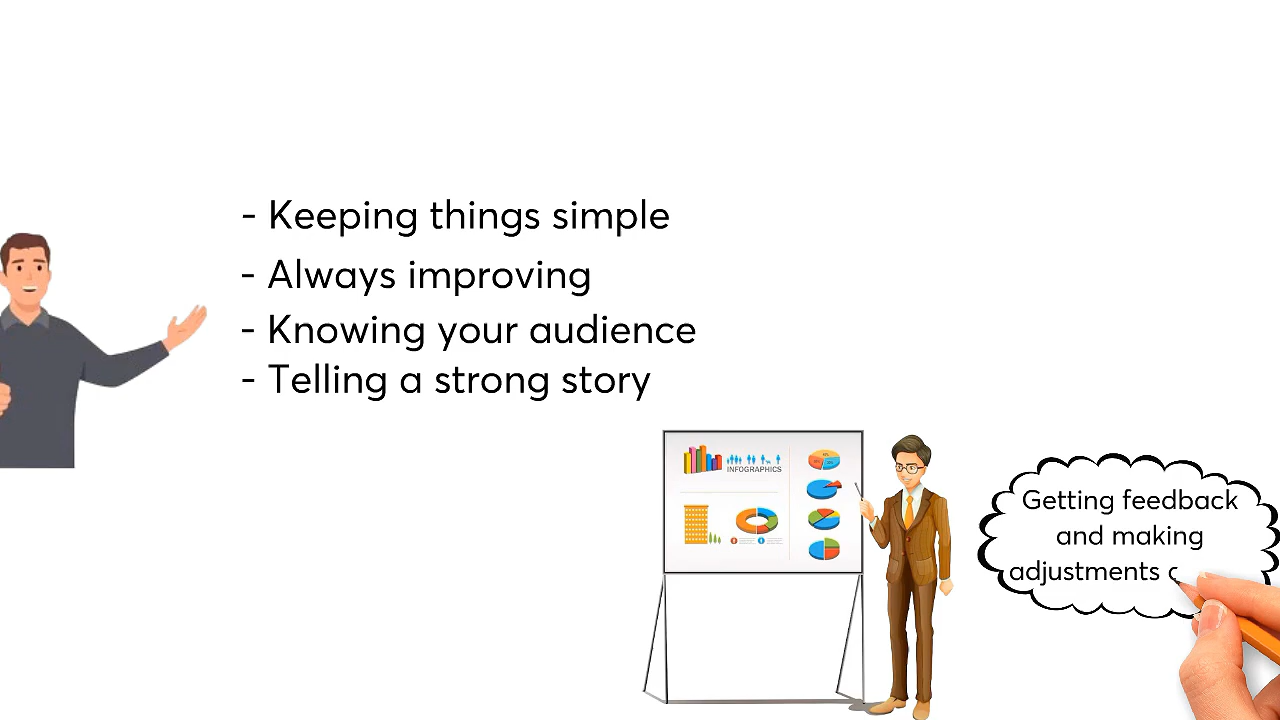 - Keeping things simple
- Always improving
- Knowing your audience
- Telling a strong story
INFOGRAPHICS
Getting feedback
and making
adjustments